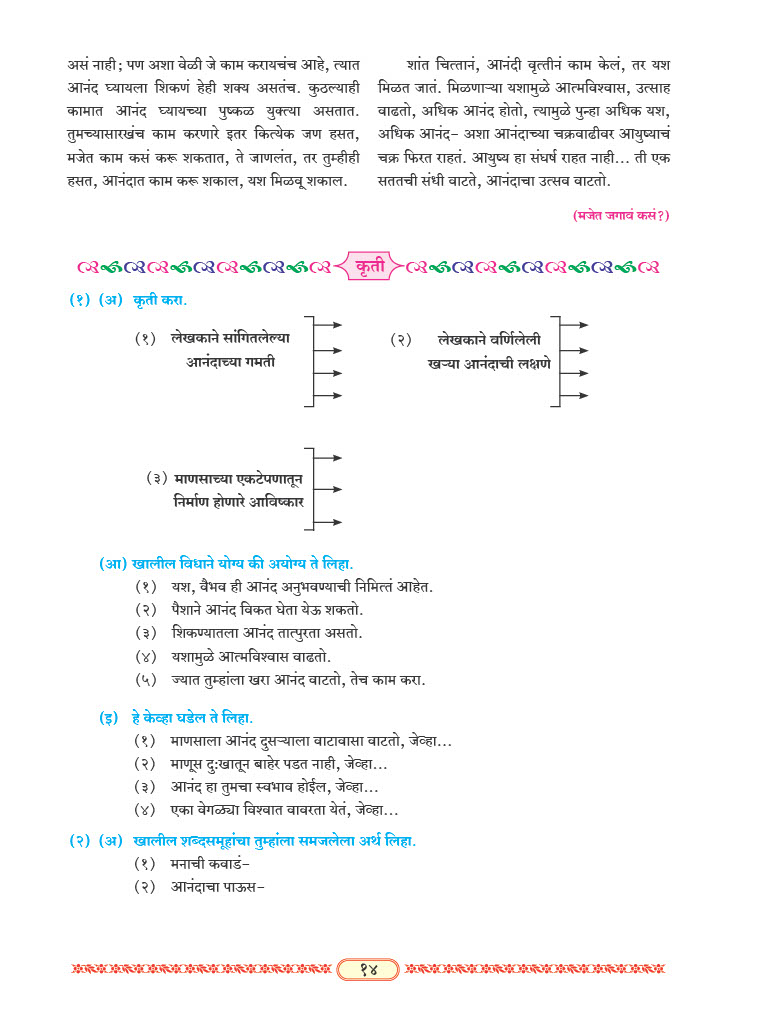 असं नाही; पण अशा वेळी जे काम करायचंच आहे, त्यात
आनंद घ्यायला शिकणं हेही शक्य असतंच. कुठल्याही
कामात आनंद घ्यायच्या पुष्कळ युक्त्या असतात.
तुमच्यासारखंच काम करणारे इतर कित्येक जण हसत,
मजेत काम कसं करू शकतात, ते जाणलंत, तर तुम्हीही
हसत, आनंदात काम करू शकाल, यश मिळवू शकाल.
शांत चित्तानं, आनंदी वृत्तीनं काम केलं, तर यश
मिळत जातं. मिळणाऱ्या यशामुळे आत्मविश्वास, उत्साह
वाढतो, अधिक आनंद होतो, त्यामुळे पुन्हा अधिक यश,
अधिक आनंद- अशा आनंदाच्या चक्रवाढीवर आयुष्याचं
चक्र फिरत राहतं. आयुष्य हा संघर्ष राहत नाही... ती एक
सततची संधी वाटते, आनंदाचा उत्सव वाटतो.
(मजेत जगावं कसं?)
कृती
(१) (अ) कृती करा.
(१) लेखकाने सांगितलेल्या
आनंदाच्या गमती
(२) लेखकाने वर्णिलेली
खऱ्या आनंदाची लक्षणे
(३) माणसाच्या एकटेपणातून
निर्माण होणारे आविष्कार
(आ) खालील विधाने योग्य की अयोग्य ते लिहा.
(१) यश, वैभव ही आनंद अनुभवण्याची निमित्तं आहेत.
(२) पैशाने आनंद विकत घेता येऊ शकतो.
(३) शिकण्यातला आनंद तात्पुरता असतो.
(४) यशामुळे आत्मविश्वास वाढतो.
(५) ज्यात तुम्हांला खरा आनंद वाटतो, तेच काम करा.
(इ) हे केव्हा घडेल ते लिहा.
(१) माणसाला आनंद दुसऱ्याला वाटावासा वाटतो, जेव्हा...
(२) माणूस दु:खातून बाहेर पडत नाही, जेव्हा...
(३) आनंद हा तुमचा स्वभाव होईल, जेव्हा...
(४) एका वेगळ्या विश्वात वावरता येतं, जेव्हा...
(२) (अ) खालील शब्दसमूहांचा तुम्हांला समजलेला अर्थ लिहा.
(१) मनाची कवाडं-
(२) आनंदाचा पाऊस-
१४